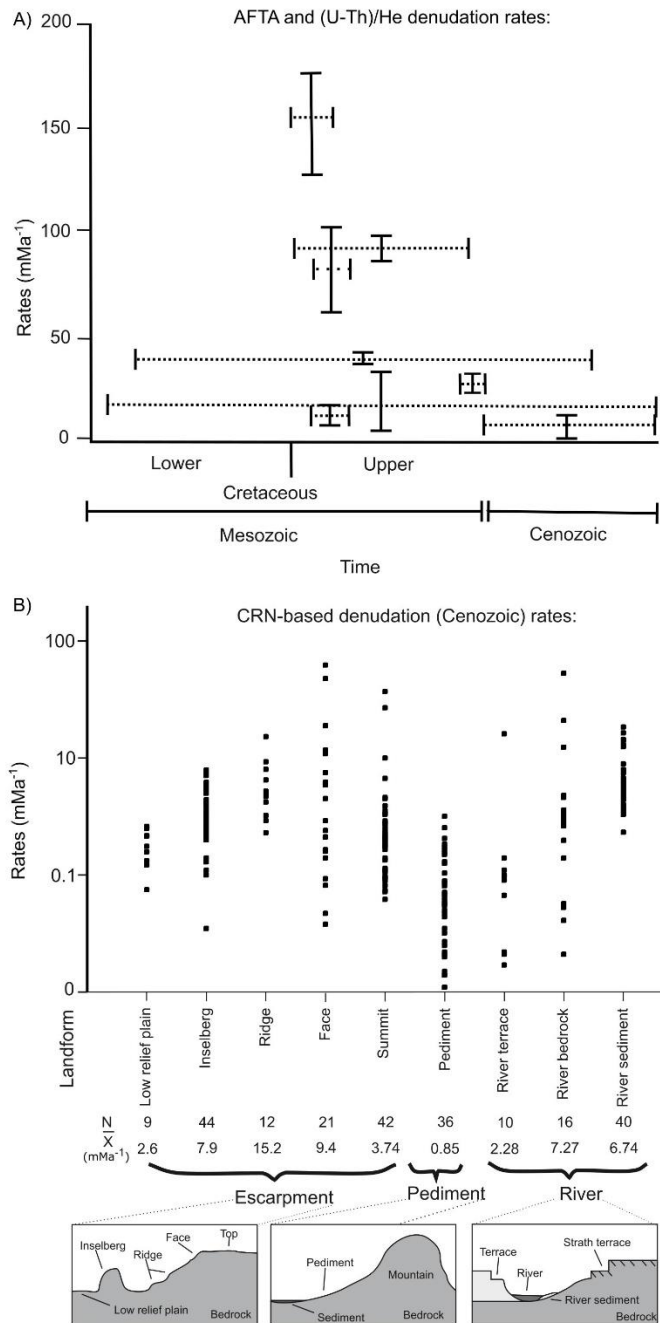 A) AFTA and (U-Th)/He denudation rates:
200
150
100
50
0
Rates (mMa⁻¹)
Lower Upper
Cretaceous
Mesozoic Cenozoic
Time
B) CRN-based denudation (Cenozoic) rates:
100
10
0.1
0
Rates (mMa⁻¹)
Landform
Low relief plain
Inselberg
Ridge
Face
Summit
Pediment
River terrace
River bedrock
River sediment
N 9 44 12 21 42 36 10 16 40
X̅ 2.6 7.9 15.2 9.4 3.74 0.85 2.28 7.27 6.74
(mMa⁻¹)
Escarpment Pediment River
Inselberg
Ridge
Face
Top
Low relief plain
Bedrock
Pediment
Mountain
Sediment
Bedrock
Strath terrace
Terrace
River
River sediment
Bedrock